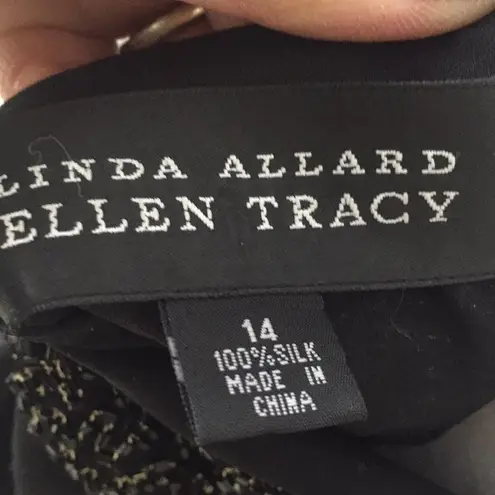 LINDA ALLARD
ELLEN TRACY
14
100%SILK
MADE IN
CHINA